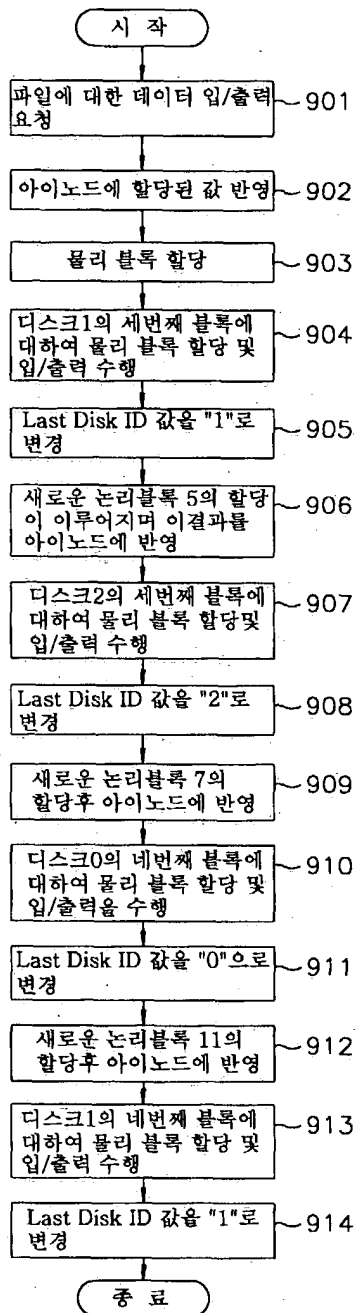 시 작
파일에 대한 데이터 입/출력
요청
901
아이노드에 할당된 값 반영
902
물리 블록 할당
903
디스크1의 세번째 블록에
대하여 물리 블록 할당 및
입/출력 수행
904
Last Disk ID 값을 "1"로
변경
905
새로운 논리블록 5의 할당
이 이루어지며 이결과를
아이노드에 반영
906
디스크2의 세번째 블록에
대하여 물리 블록 할당및
입/출력 수행
907
Last Disk ID 값을 "2"로
변경
908
새로운 논리블록 7의
할당후 아이노드에 반영
909
디스크0의 네번째 블록에
대하여 물리 블록 할당 및
입/출력을 수행
910
Last Disk ID 값을 "0"으로
변경
911
새로운 논리블록 11의
할당후 아이노드에 반영
912
디스크1의 네번째 블록에
대하여 물리 블록 할당 및
입/출력 수행
913
Last Disk ID 값을 "1"로
변경
914
종 료